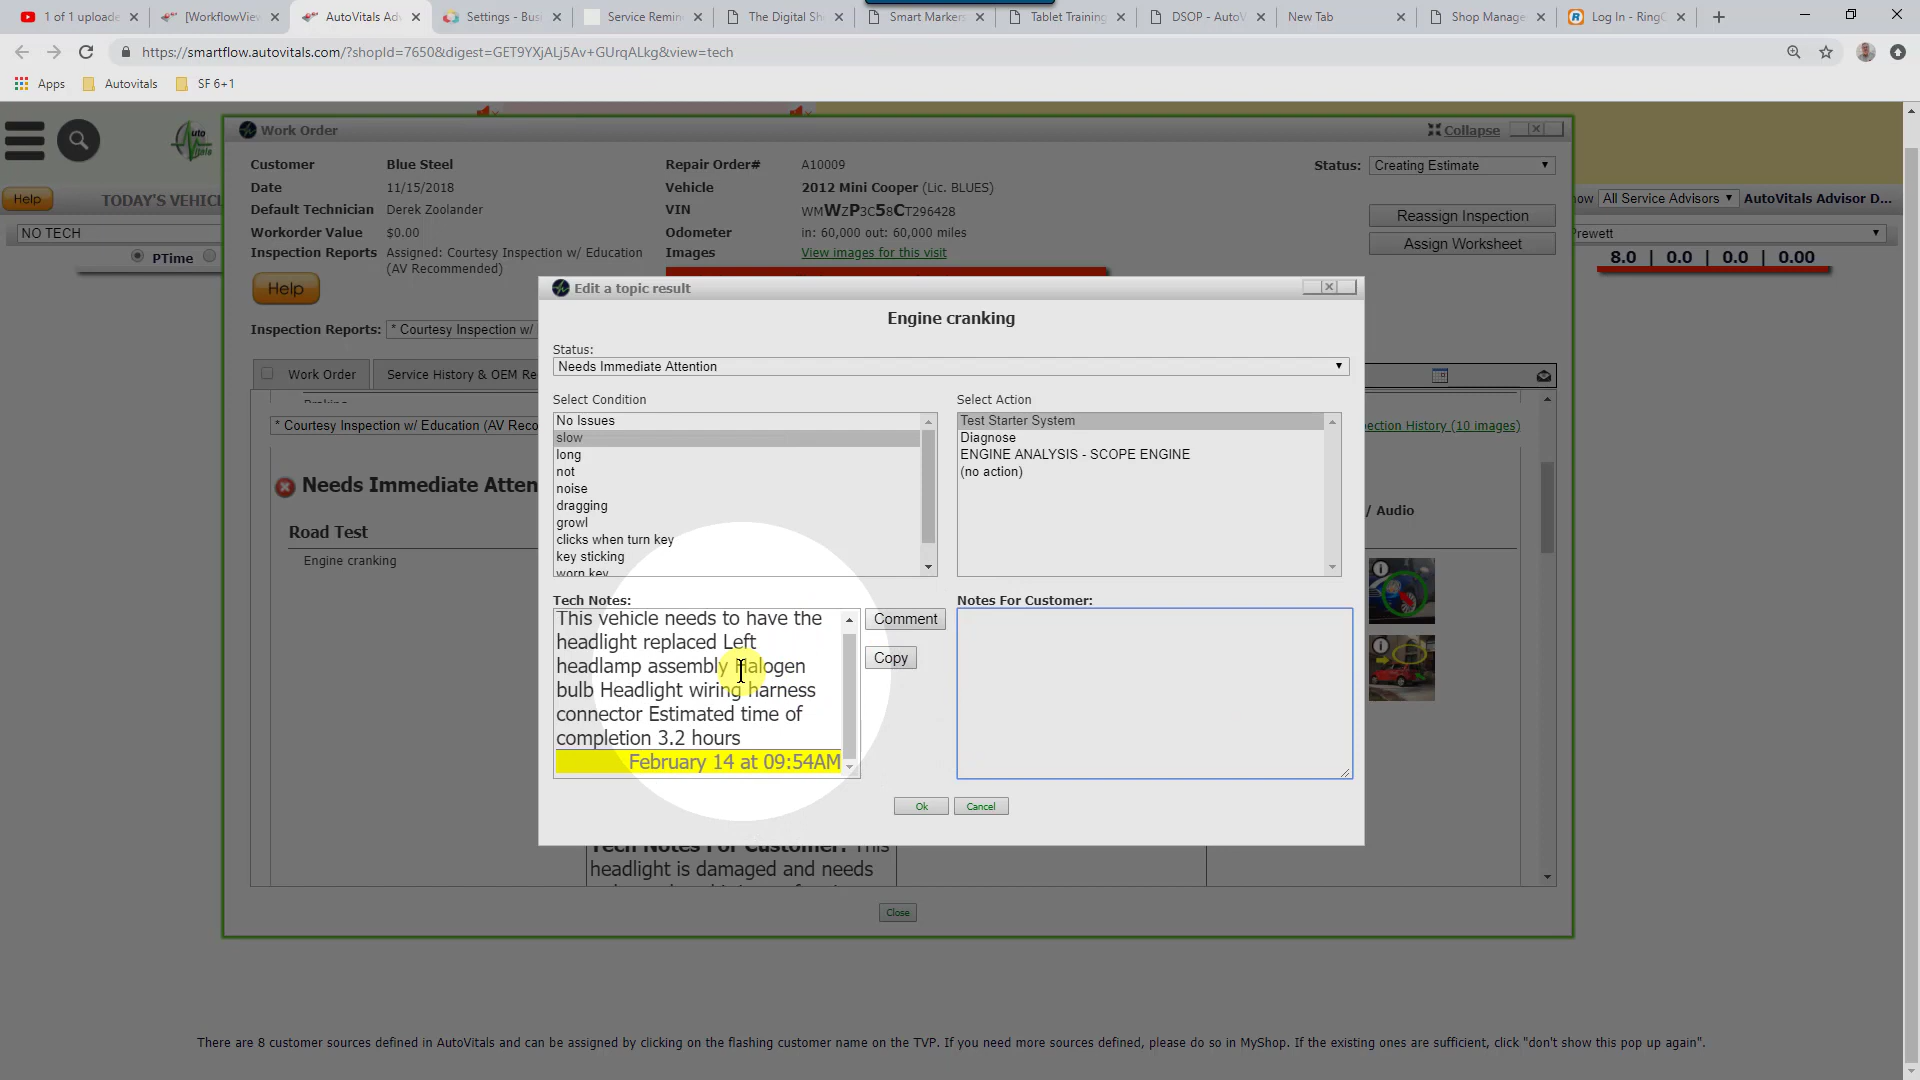 1 of 1 uploade
[WorkflowView
AutoVitals Adv
Settings - Busi
Service Remin
The Digital Sh
Smart Markers
Tablet Training
DSOP - AutoV
New Tab
Shop Manage
Log In - RingC
https://smartflow.autovitals.com/?shopId=7650&digest=GET9YXjALj5Av+GUrqALkg&view=tech
Apps
Autovitals
SF 6+1
Auto
Vitals
Work Order
Collapse
Customer Blue Steel
Repair Order# A10009
Status: Creating Estimate
Date 11/15/2018
Vehicle 2012 Mini Cooper (Lic. BLUES)
Help
TODAY'S VEHICL
ow All Service Advisors AutoVitals Advisor D...
Default Technician Derek Zoolander
VIN WMWZP3C58CT296428
Reassign Inspection
NO TECH
Workorder Value $0.00
Odometer in: 60,000 out: 60,000 miles
Prewett
Assign Worksheet
PTime
Inspection Reports Assigned: Courtesy Inspection w/ Education
(AV Recommended)
Images View images for this visit
8.0 | 0.0 | 0.0 | 0.00
Help
Inspection Reports: * Courtesy Inspection w/
Work Order
Service History & OEM Re
* Courtesy Inspection w/ Education (AV Reco
pection History (10 images)
Needs Immediate Atten
/ Audio
Road Test
Engine cranking
Edit a topic result
Engine cranking
Status:
Needs Immediate Attention
Select Condition
No Issues
slow
long
not
noise
dragging
growl
clicks when turn key
key sticking
worn key
Select Action
Test Starter System
Diagnose
ENGINE ANALYSIS - SCOPE ENGINE
(no action)
Tech Notes:
This vehicle needs to have the
headlight replaced Left
headlamp assembly Halogen
bulb Headlight wiring harness
connector Estimated time of
completion 3.2 hours
February 14 at 09:54AM
Comment
Copy
Notes For Customer:
Ok
Cancel
Tech Notes For Customer: This
headlight is damaged and needs
Close
There are 8 customer sources defined in AutoVitals and can be assigned by clicking on the flashing customer name on the TVP. If you need more sources defined, please do so in MyShop. If the existing ones are sufficient, click "don't show this pop up again".